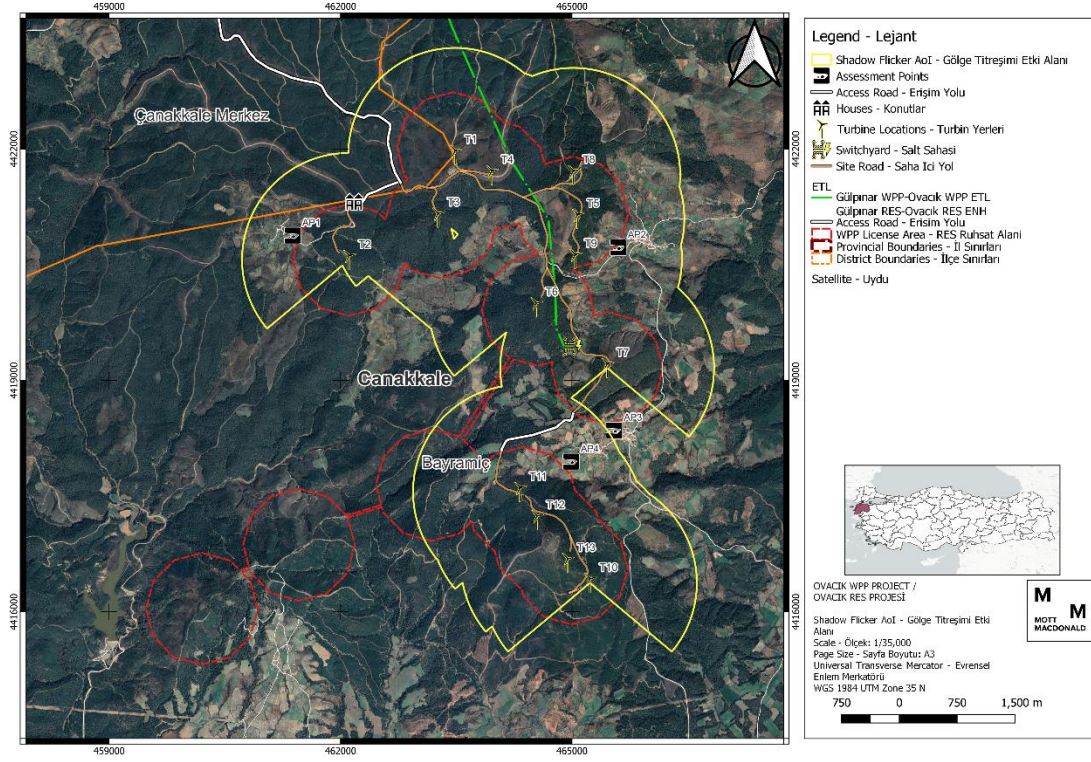 459000
462000
465000
4422000
4422000
4419000
4419000
4416000
4416000
459000
462000
465000
Çanakkale Merkez
T1
T4
T8
T3
T5
AP1
T2
T9
AP2
T6
T7
Canakkale
AP3
AP4
Bayramiç
T11
T12
T13
T10
Legend - Lejant
Shadow Flicker AoI - Gölge Titreşimi Etki Alanı
Assessment Points
Access Road - Erişim Yolu
Houses - Konutlar
Turbine Locations - Turbin Yerleri
Switchyard - Salt Sahasi
Site Road - Saha Ici Yol
ETL
Gülpınar WPP-Ovacık WPP ETL
Gülpınar RES-Ovacık RES ENH
Access Road - Erisim Yolu
WPP License Area - RES Ruhsat Alani
Provincial Boundaries - İl Sınırları
District Boundaries - İlçe Sınırları
Satellite - Uydu
OVACIK WPP PROJECT /
OVACIK RES PROJESİ
Shadow Flicker AoI - Gölge Titreşimi Etki
Alanı
Scale - Ölçek: 1/35,000
Page Size - Sayfa Boyutu: A3
Universal Transverse Mercator - Evrensel
Enlem Merkatörü
WGS 1984 UTM Zone 35 N
M
M
MOTT
MACDONALD
750 0 750 1,500 m